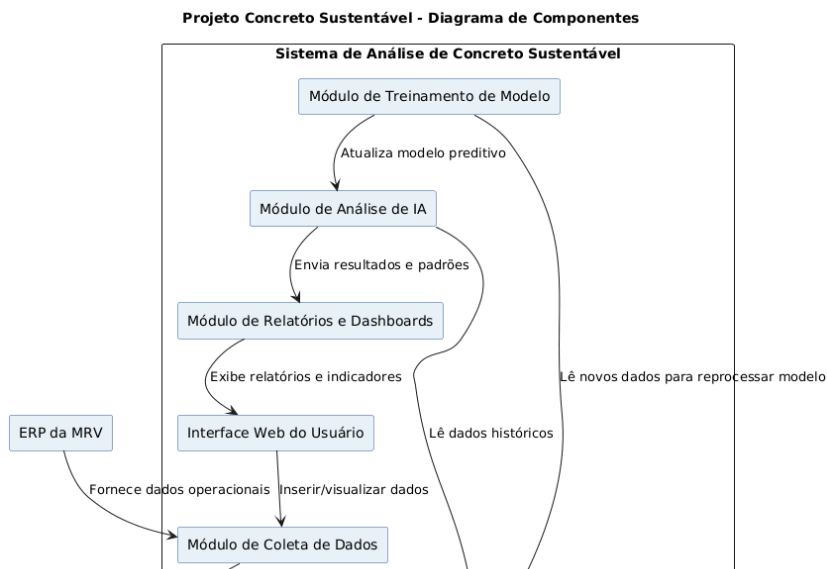 Projeto Concreto Sustentável - Diagrama de Componentes
Sistema de Análise de Concreto Sustentável
Módulo de Treinamento de Modelo
Atualiza modelo preditivo
Módulo de Análise de IA
Envia resultados e padrões
Módulo de Relatórios e Dashboards
Exibe relatórios e indicadores
Lê novos dados para reprocessar modelo
ERP da MRV
Interface Web do Usuário
Lê dados históricos
Fornece dados operacionais
Inserir/visualizar dados
Módulo de Coleta de Dados